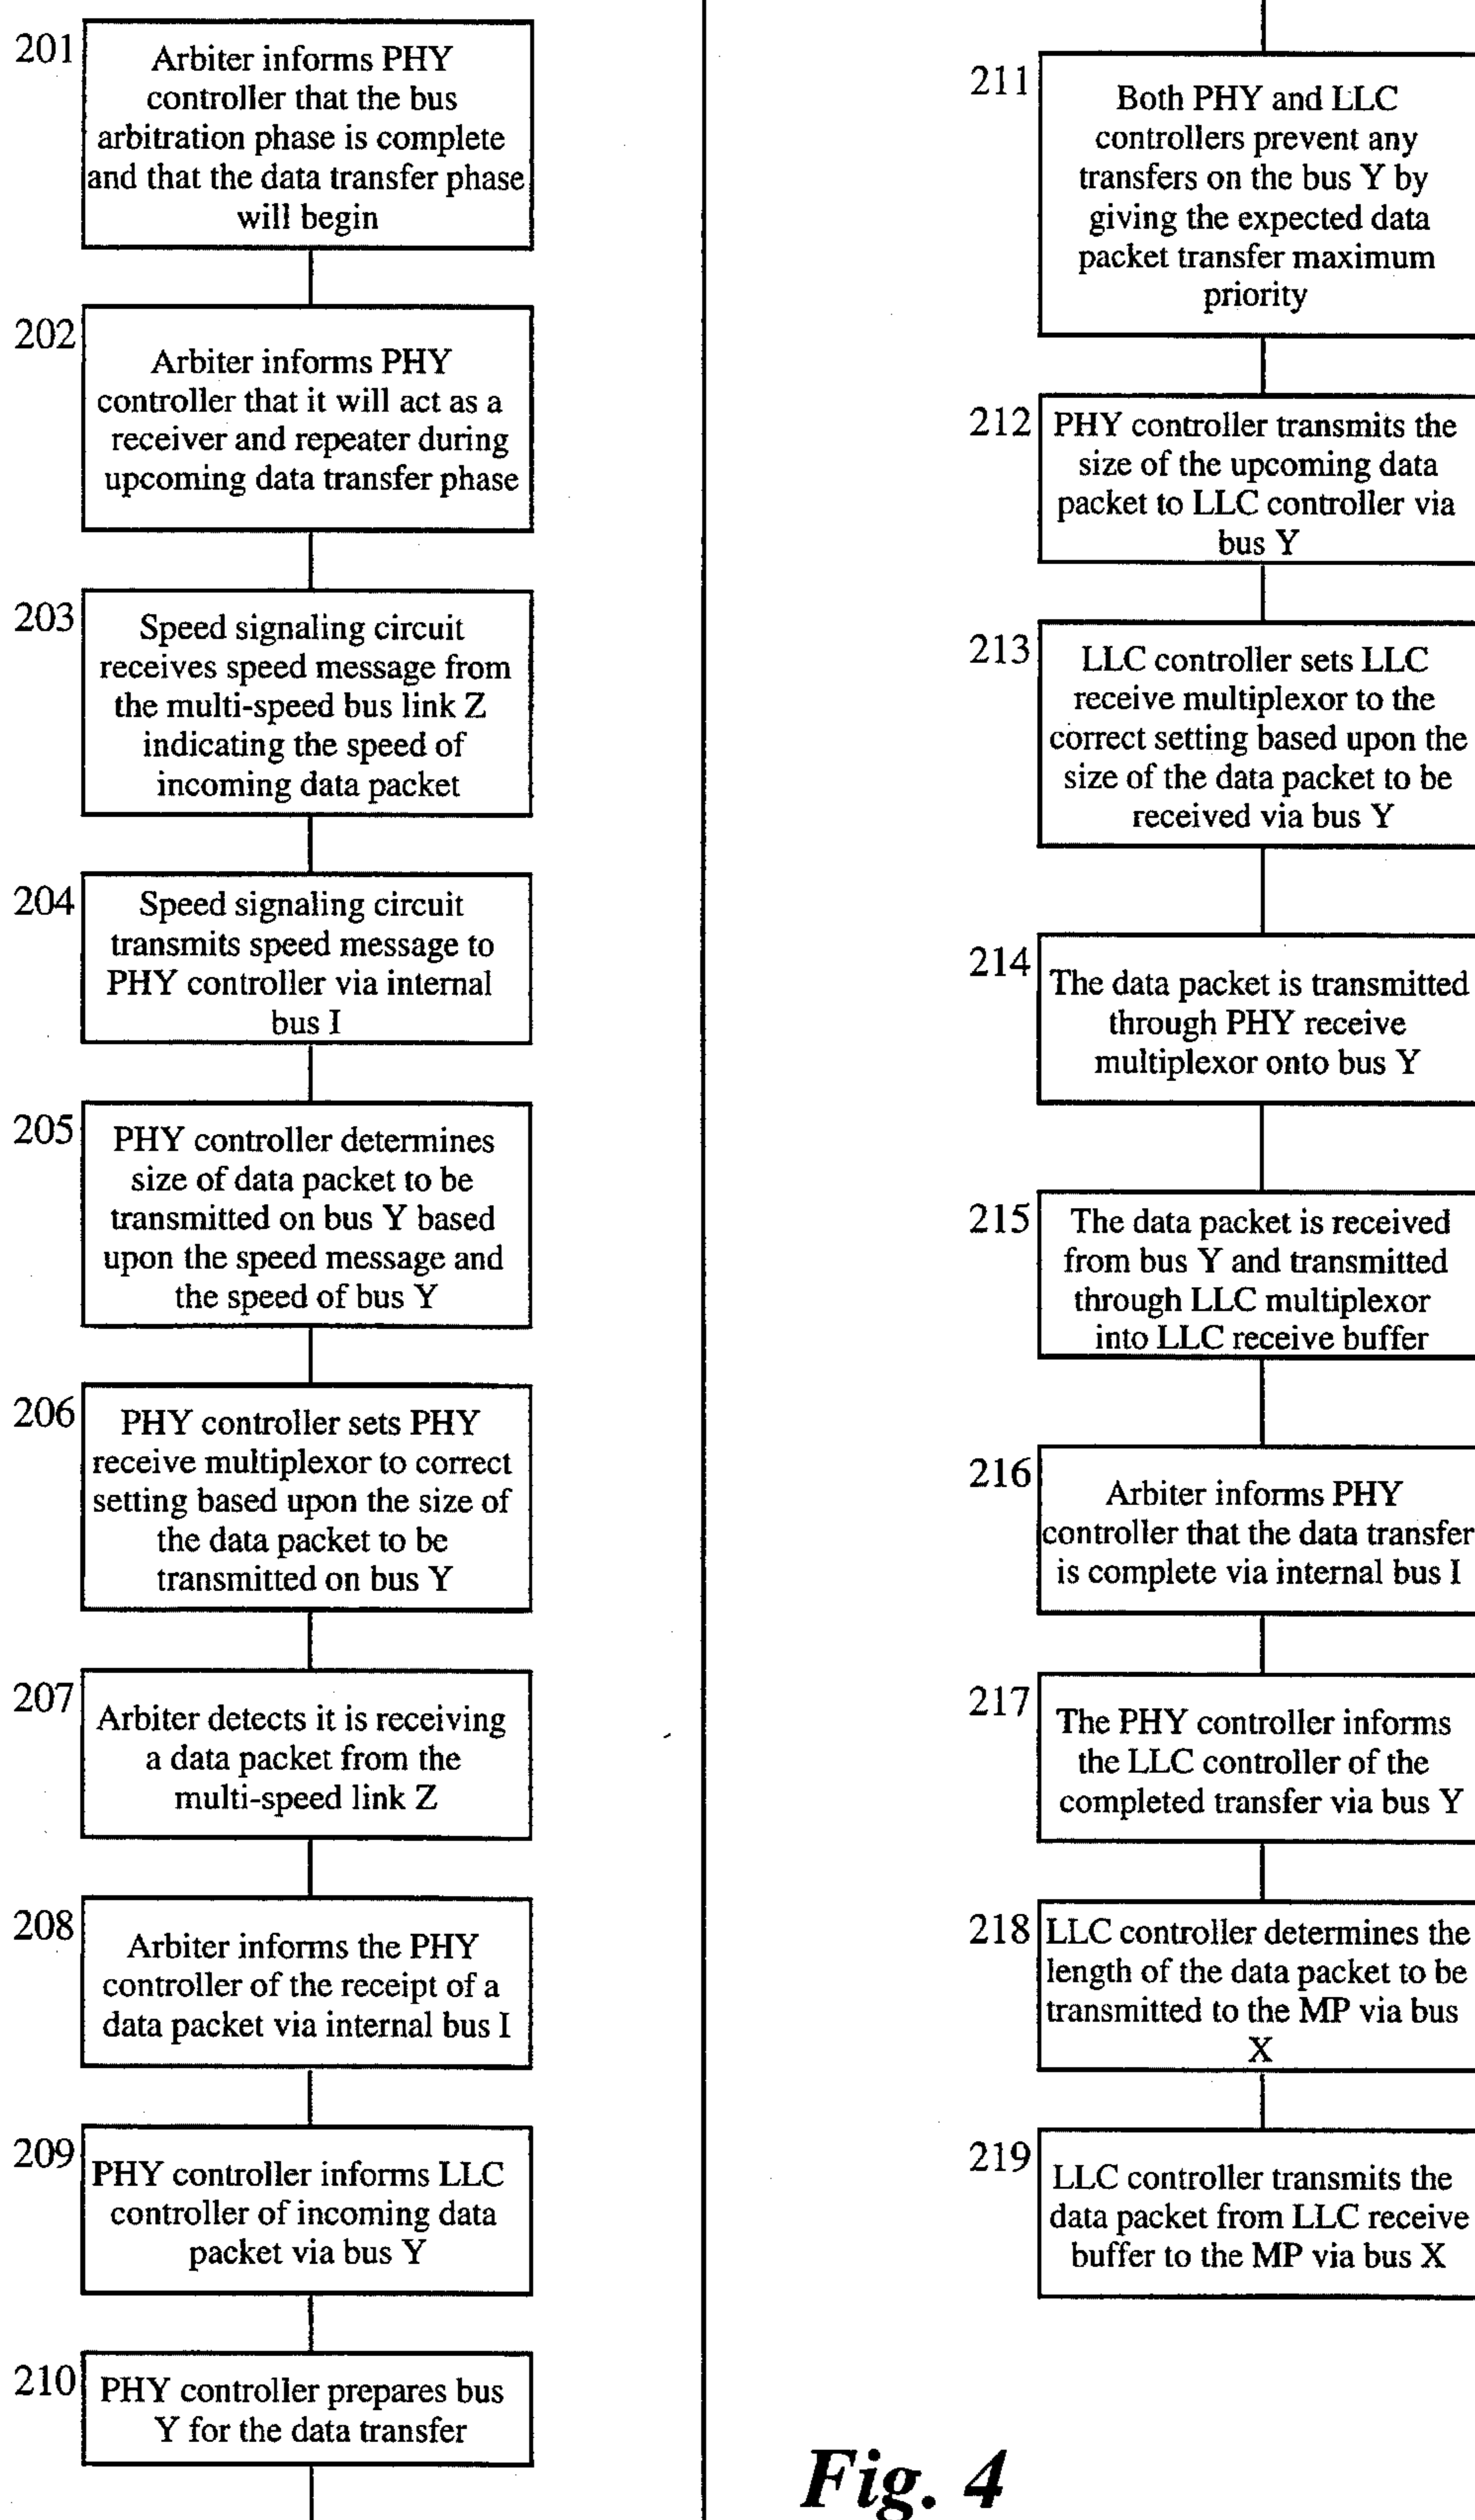 201
Arbiter informs PHY
controller that the bus
arbitration phase is complete
and that the data transfer phase
will begin
202
Arbiter informs PHY
controller that it will act as a
receiver and repeater during
upcoming data transfer phase
203
Speed signaling circuit
receives speed message from
the multi-speed bus link Z
indicating the speed of
incoming data packet
204
Speed signaling circuit
transmits speed message to
PHY controller via internal
bus I
205
PHY controller determines
size of data packet to be
transmitted on bus Y based
upon the speed message and
the speed of bus Y
206
PHY controller sets PHY
receive multiplexor to correct
setting based upon the size of
the data packet to be
transmitted on bus Y
207
Arbiter detects it is receiving
a data packet from the
multi-speed link Z
208
Arbiter informs the PHY
controller of the receipt of a
data packet via internal bus I
209
PHY controller informs LLC
controller of incoming data
packet via bus Y
210
PHY controller prepares bus
Y for the data transfer
211
Both PHY and LLC
controllers prevent any
transfers on the bus Y by
giving the expected data
packet transfer maximum
priority
212
PHY controller transmits the
size of the upcoming data
packet to LLC controller via
bus Y
213
LLC controller sets LLC
receive multiplexor to the
correct setting based upon the
size of the data packet to be
received via bus Y
214
The data packet is transmitted
through PHY receive
multiplexor onto bus Y
215
The data packet is received
from bus Y and transmitted
through LLC multiplexor
into LLC receive buffer
216
Arbiter informs PHY
controller that the data transfer
is complete via internal bus I
217
The PHY controller informs
the LLC controller of the
completed transfer via bus Y
218
LLC controller determines the
length of the data packet to be
transmitted to the MP via bus
X
219
LLC controller transmits the
data packet from LLC receive
buffer to the MP via bus X
Fig. 4